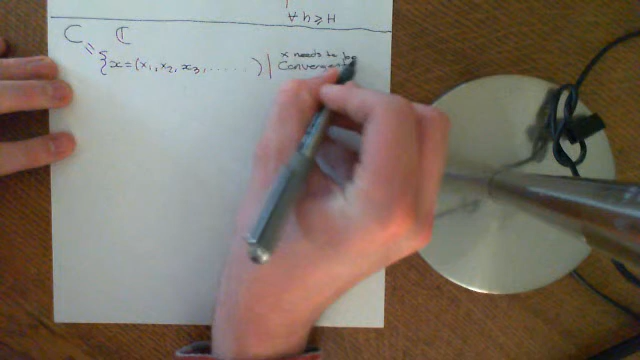 ∀ h ⩾ H
C ℂ
= {x = (x₁, x₂, x₃, ......) | x needs to be
Convergent